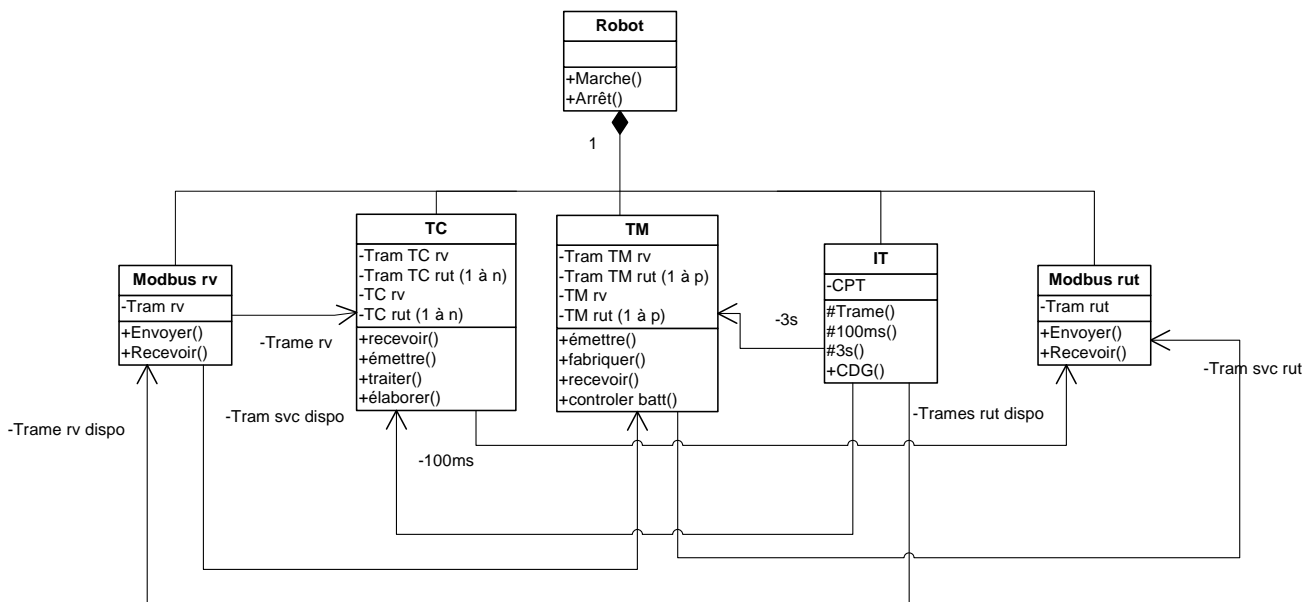 Robot
+Marche()
+Arrêt()
1
Modbus rv
-Tram rv
+Envoyer()
+Recevoir()
TC
-Tram TC rv
-Tram TC rut (1 à n)
-TC rv
-TC rut (1 à n)
+recevoir()
+émettre()
+traiter()
+élaborer()
TM
-Tram TM rv
-Tram TM rut (1 à p)
-TM rv
-TM rut (1 à p)
+émettre()
+fabriquer()
+recevoir()
+controler batt()
IT
-CPT
#Trame()
#100ms()
#3s()
+CDG()
Modbus rut
-Tram rut
+Envoyer()
+Recevoir()
-Trame rv
-3s
-Tram svc rut
-Trame rv dispo
-Tram svc dispo
-Trames rut dispo
-100ms